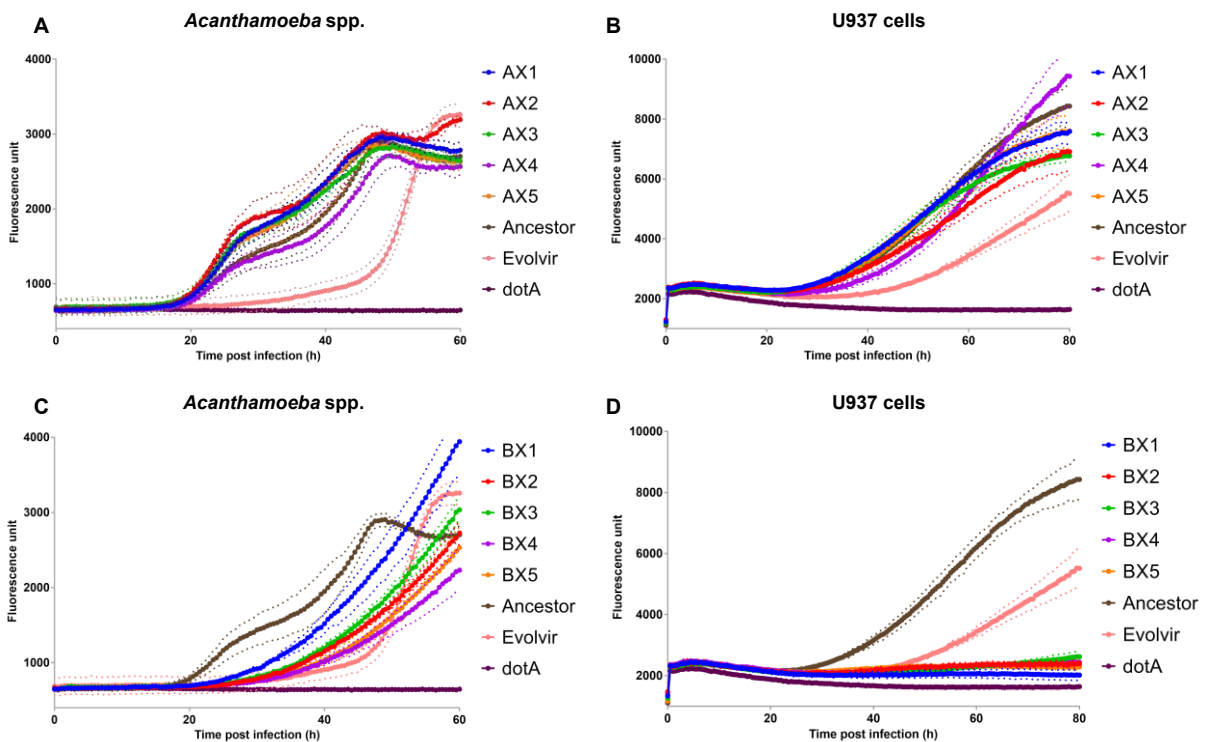 A
Acanthamoeba spp.
4000
3000
2000
1000
Fluorescence unit
0
20
40
60
Time post infection (h)
AX1
AX2
AX3
AX4
AX5
Ancestor
Evolvir
dotA
B
U937 cells
10000
8000
6000
4000
2000
Fluorescence unit
0
20
40
60
80
Time post infection (h)
AX1
AX2
AX3
AX4
AX5
Ancestor
Evolvir
dotA
C
Acanthamoeba spp.
4000
3000
2000
1000
Fluorescence unit
0
20
40
60
Time post infection (h)
BX1
BX2
BX3
BX4
BX5
Ancestor
Evolvir
dotA
D
U937 cells
10000
8000
6000
4000
2000
Fluorescence unit
0
20
40
60
80
Time post infection (h)
BX1
BX2
BX3
BX4
BX5
Ancestor
Evolvir
dotA